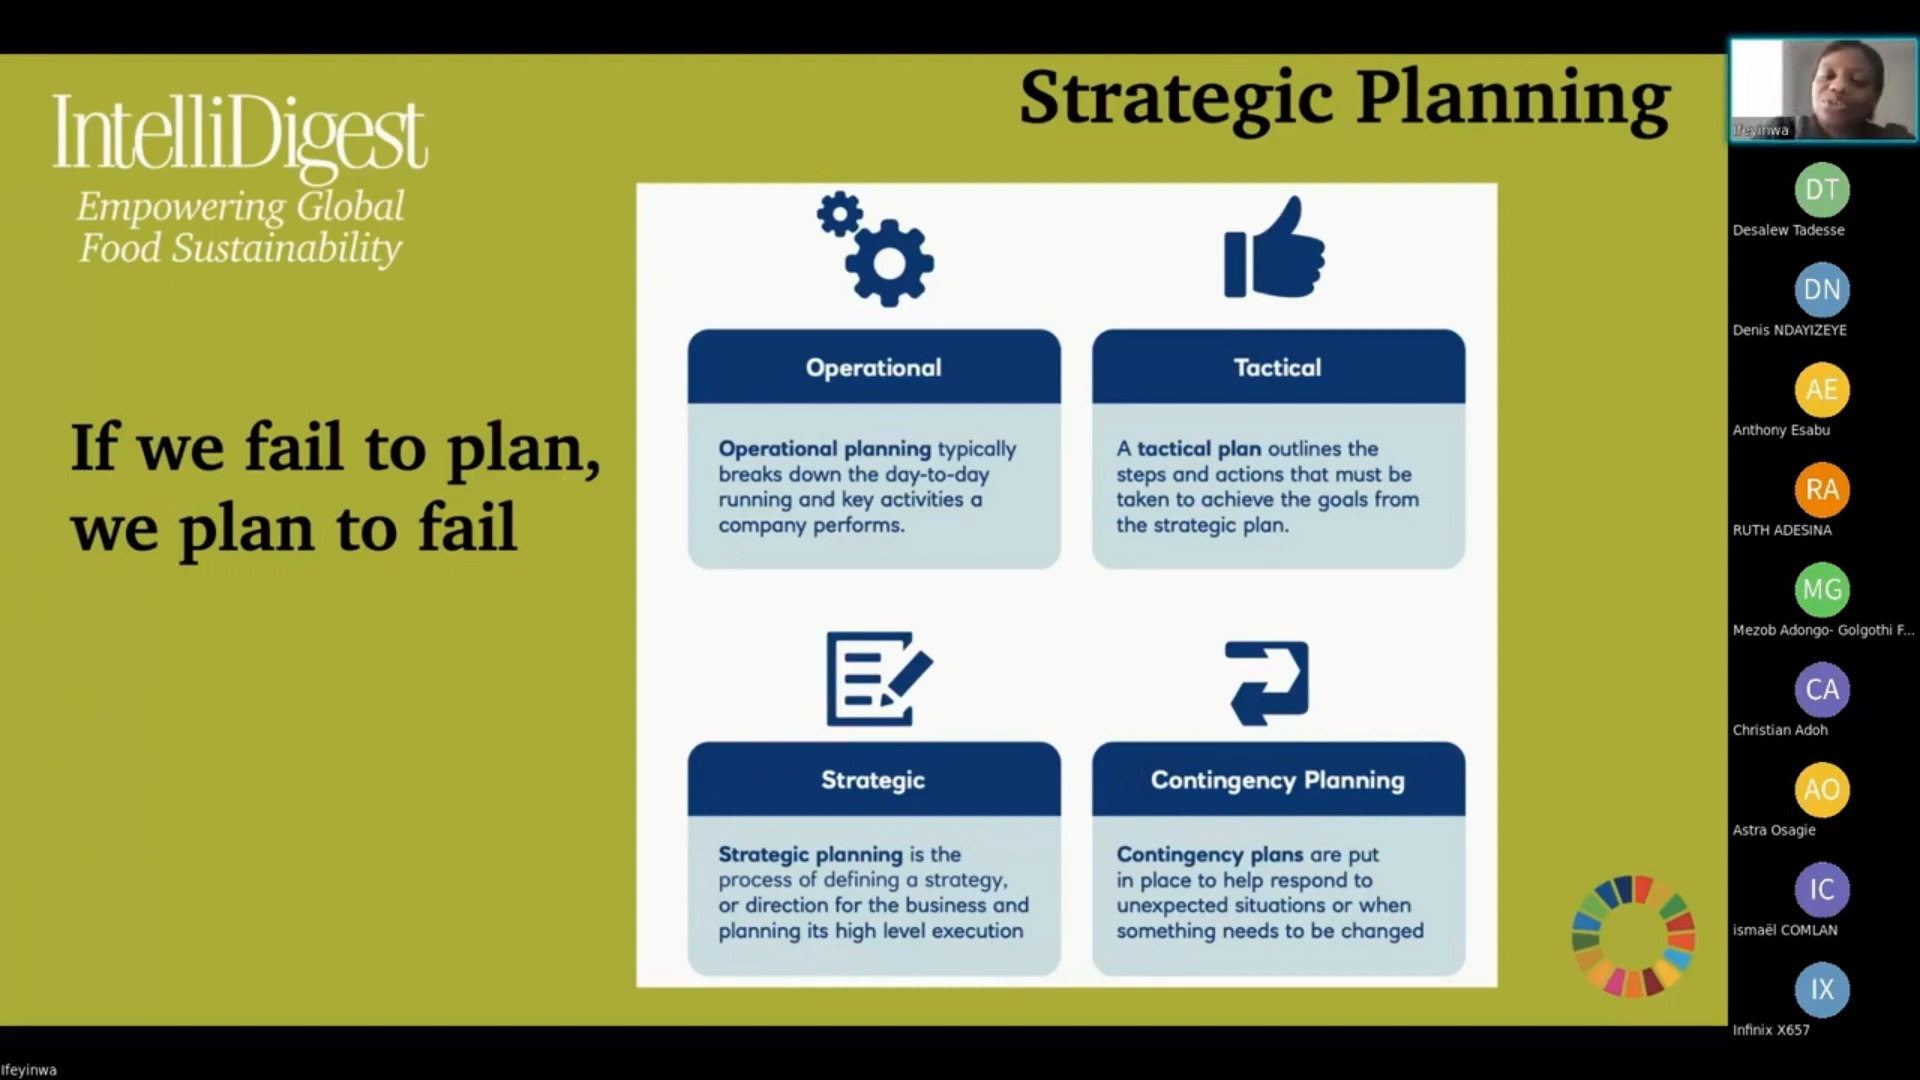 Strategic Planning
IntelliDigest
Empowering Global
Food Sustainability
If we fail to plan,
we plan to fail
Operational
Operational planning typically
breaks down the day-to-day
running and key activities a
company performs.
Tactical
A tactical plan outlines the
steps and actions that must be
taken to achieve the goals from
the strategic plan.
Strategic
Strategic planning is the
process of defining a strategy,
or direction for the business and
planning its high level execution
Contingency Planning
Contingency plans are put
in place to help respond to
unexpected situations or when
something needs to be changed
Ifeyinwa
DT
Desalew Tadesse
DN
Denis NDAYIZEYE
AE
Anthony Esabu
RA
RUTH ADESINA
MG
Mezob Adongo- Golgothi F...
CA
Christian Adoh
AO
Astra Osagie
IC
ismaël COMLAN
IX
Infinix X657
Ifeyinwa